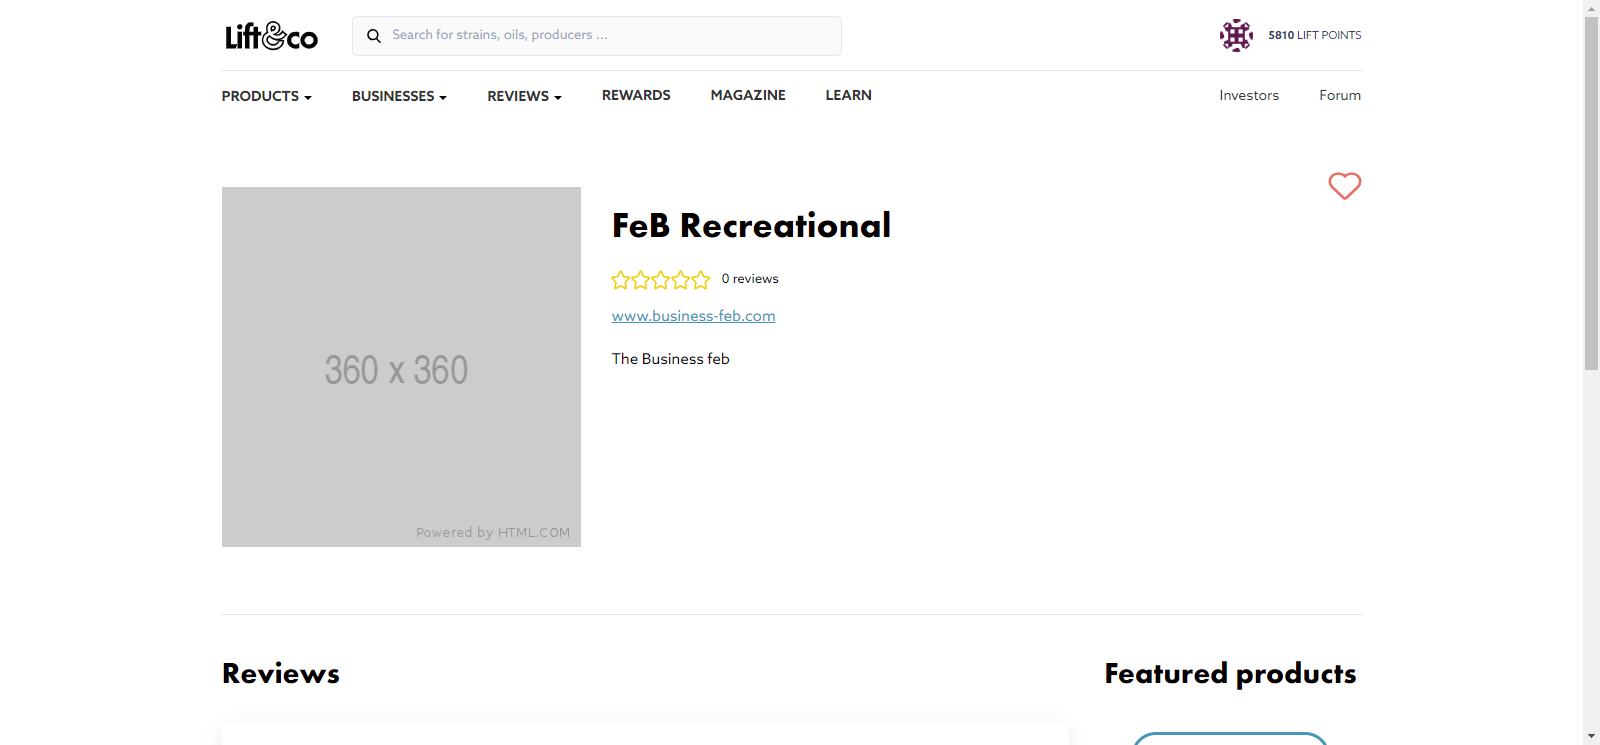 Lift&co
Search for strains, oils, producers ...
5810 LIFT POINTS
PRODUCTS
BUSINESSES
REVIEWS
REWARDS
MAGAZINE
LEARN
Investors
Forum
360 x 360
Powered by HTML.COM
FeB Recreational
0 reviews
www.business-feb.com
The Business feb
Reviews
Featured products